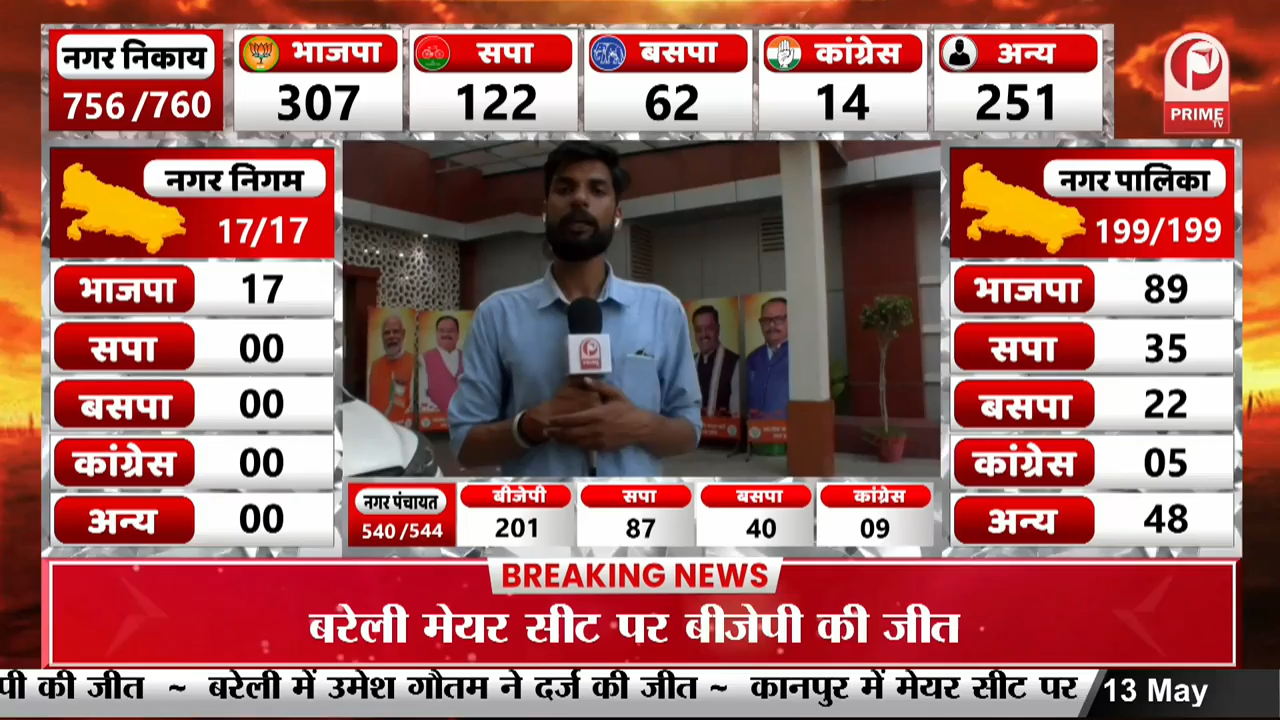 नगर निकाय
756/760
भाजपा
307
सपा
122
बसपा
62
कांग्रेस
14
अन्य
251
PRIME
TV
नगर निगम
17/17
भाजपा 17
सपा 00
बसपा 00
कांग्रेस 00
अन्य 00
नगर पालिका
199/199
भाजपा 89
सपा 35
बसपा 22
कांग्रेस 05
अन्य 48
PRIME
नगर पंचायत
540/544
बीजेपी
201
सपा
87
बसपा
40
कांग्रेस
09
BREAKING NEWS
बरेली मेयर सीट पर बीजेपी की जीत
पी की जीत ~ बरेली में उमेश गौतम ने दर्ज की जीत ~ कानपुर में मेयर सीट पर
13 May